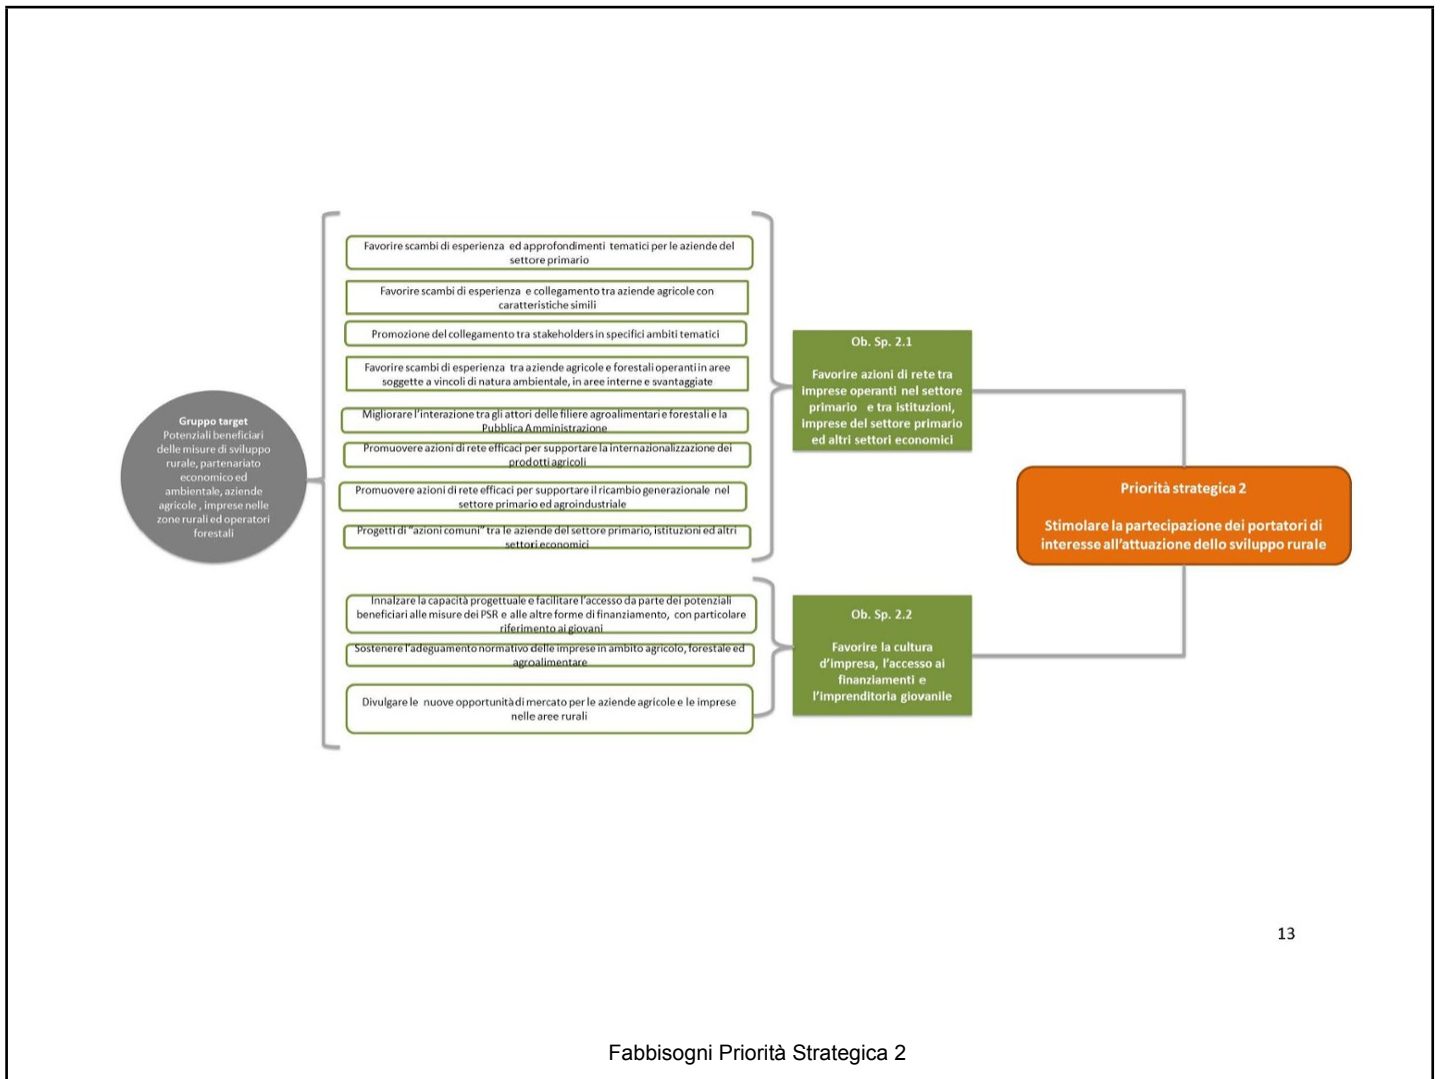 Gruppo target
Potenziali beneficiari
delle misure di sviluppo
rurale, partenariato
economico ed
ambientale, aziende
agricole , imprese nelle
zone rurali ed operatori
forestali
Favorire scambi di esperienza ed approfondimenti tematici per le aziende del
settore primario
Favorire scambi di esperienza e collegamento tra aziende agricole con
caratteristiche simili
Promozione del collegamento tra stakeholders in specifici ambiti tematici
Favorire scambi di esperienza tra aziende agricole e forestali operanti in aree
soggette a vincoli di natura ambientale, in aree interne e svantaggiate
Migliorare l'interazione tra gli attori delle filiere agroalimentari e forestali e la
Pubblica Amministrazione
Promuovere azioni di rete efficaci per supportare la internazionalizzazione dei
prodotti agricoli
Promuovere azioni di rete efficaci per supportare il ricambio generazionale nel
settore primario ed agroindustriale
Progetti di "azioni comuni" tra le aziende del settore primario, istituzioni ed altri
settori economici
Innalzare la capacità progettuale e facilitare l'accesso da parte dei potenziali
beneficiari alle misure dei PSR e alle altre forme di finanziamento, con particolare
riferimento ai giovani
Sostenere l'adeguamento normativo delle imprese in ambito agricolo, forestale ed
agroalimentare
Divulgare le nuove opportunità di mercato per le aziende agricole e le imprese
nelle aree rurali
Ob. Sp. 2.1
Favorire azioni di rete tra
imprese operanti nel settore
primario e tra istituzioni,
imprese del settore primario
ed altri settori economici
Ob. Sp. 2.2
Favorire la cultura
d'impresa, l'accesso ai
finanziamenti e
l'imprenditoria giovanile
Priorità strategica 2
Stimolare la partecipazione dei portatori di
interesse all'attuazione dello sviluppo rurale
13
Fabbisogni Priorità Strategica 2